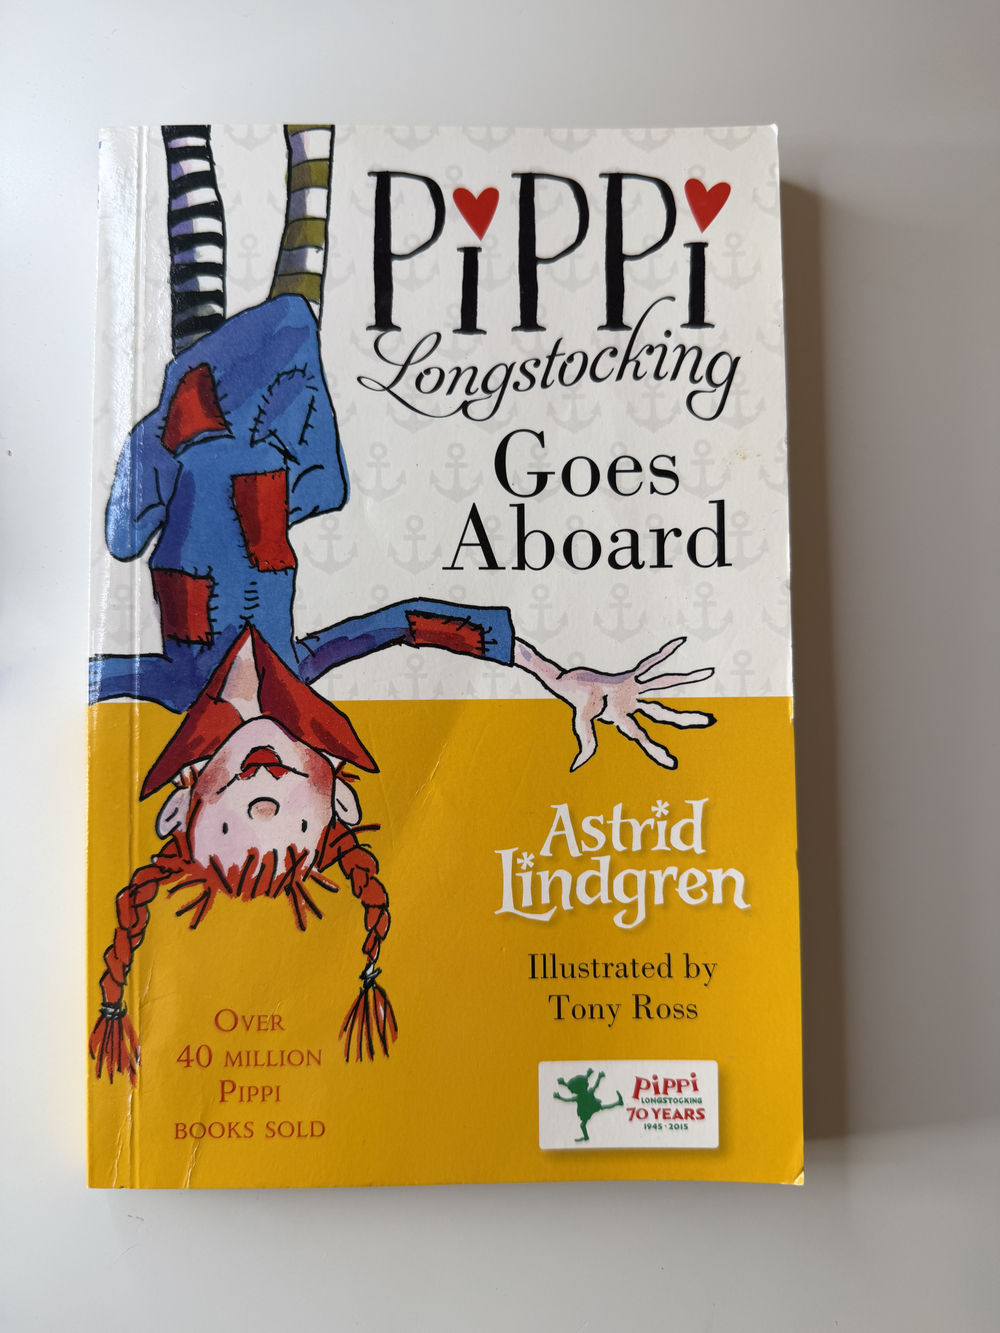 PiPPi
Longstocking
Goes
Aboard
Astrid
Lindgren
Illustrated by
Tony Ross
OVER
40 MILLION
PIPPI
BOOKS SOLD
PiPPi
LONGSTOCKING
70 YEARS
1945 · 2015